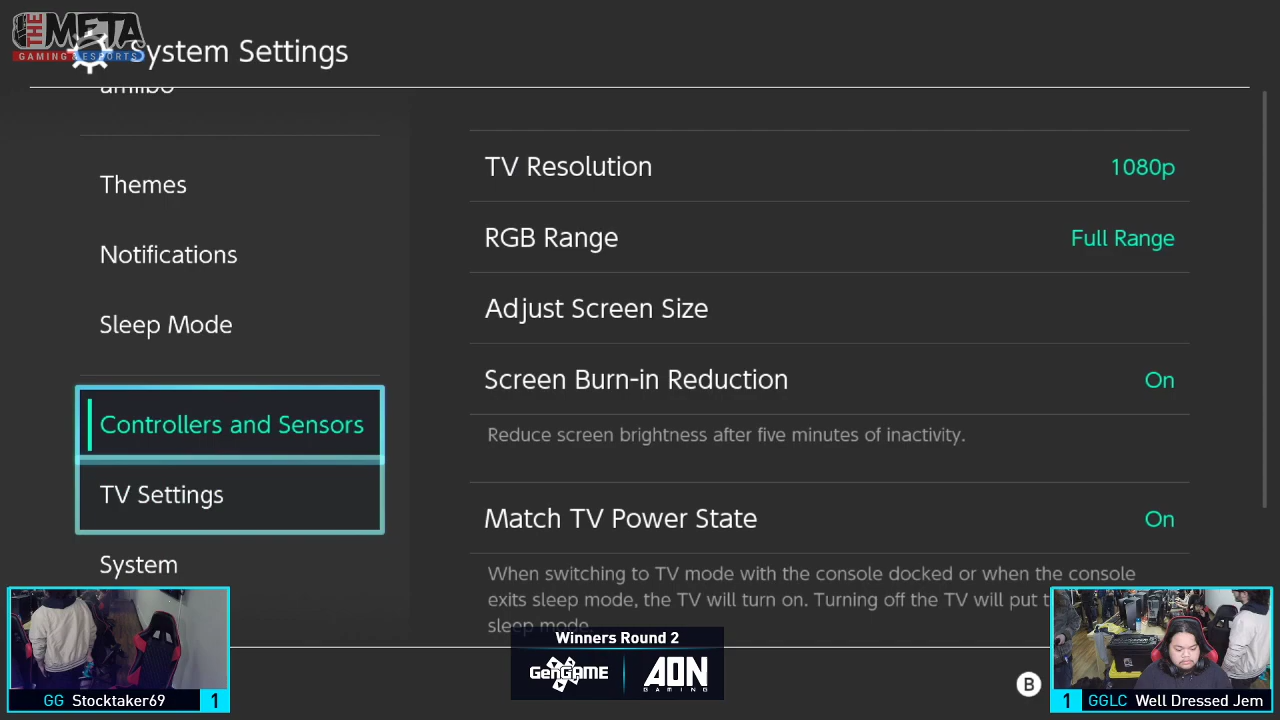 THE META
GAMING & ESPORTS
System Settings
amiibo
Themes
Notifications
Sleep Mode
Controllers and Sensors
TV Settings
System
TV Resolution 1080p
RGB Range Full Range
Adjust Screen Size
Screen Burn-in Reduction On
Reduce screen brightness after five minutes of inactivity.
Match TV Power State On
When switching to TV mode with the console docked or when the console
exits sleep mode, the TV will turn on. Turning off the TV will put
sleep mode.
Winners Round 2
GENGAME
AON
GAMING
GG Stocktaker69 1
B
1 GGLC Well Dressed Jem